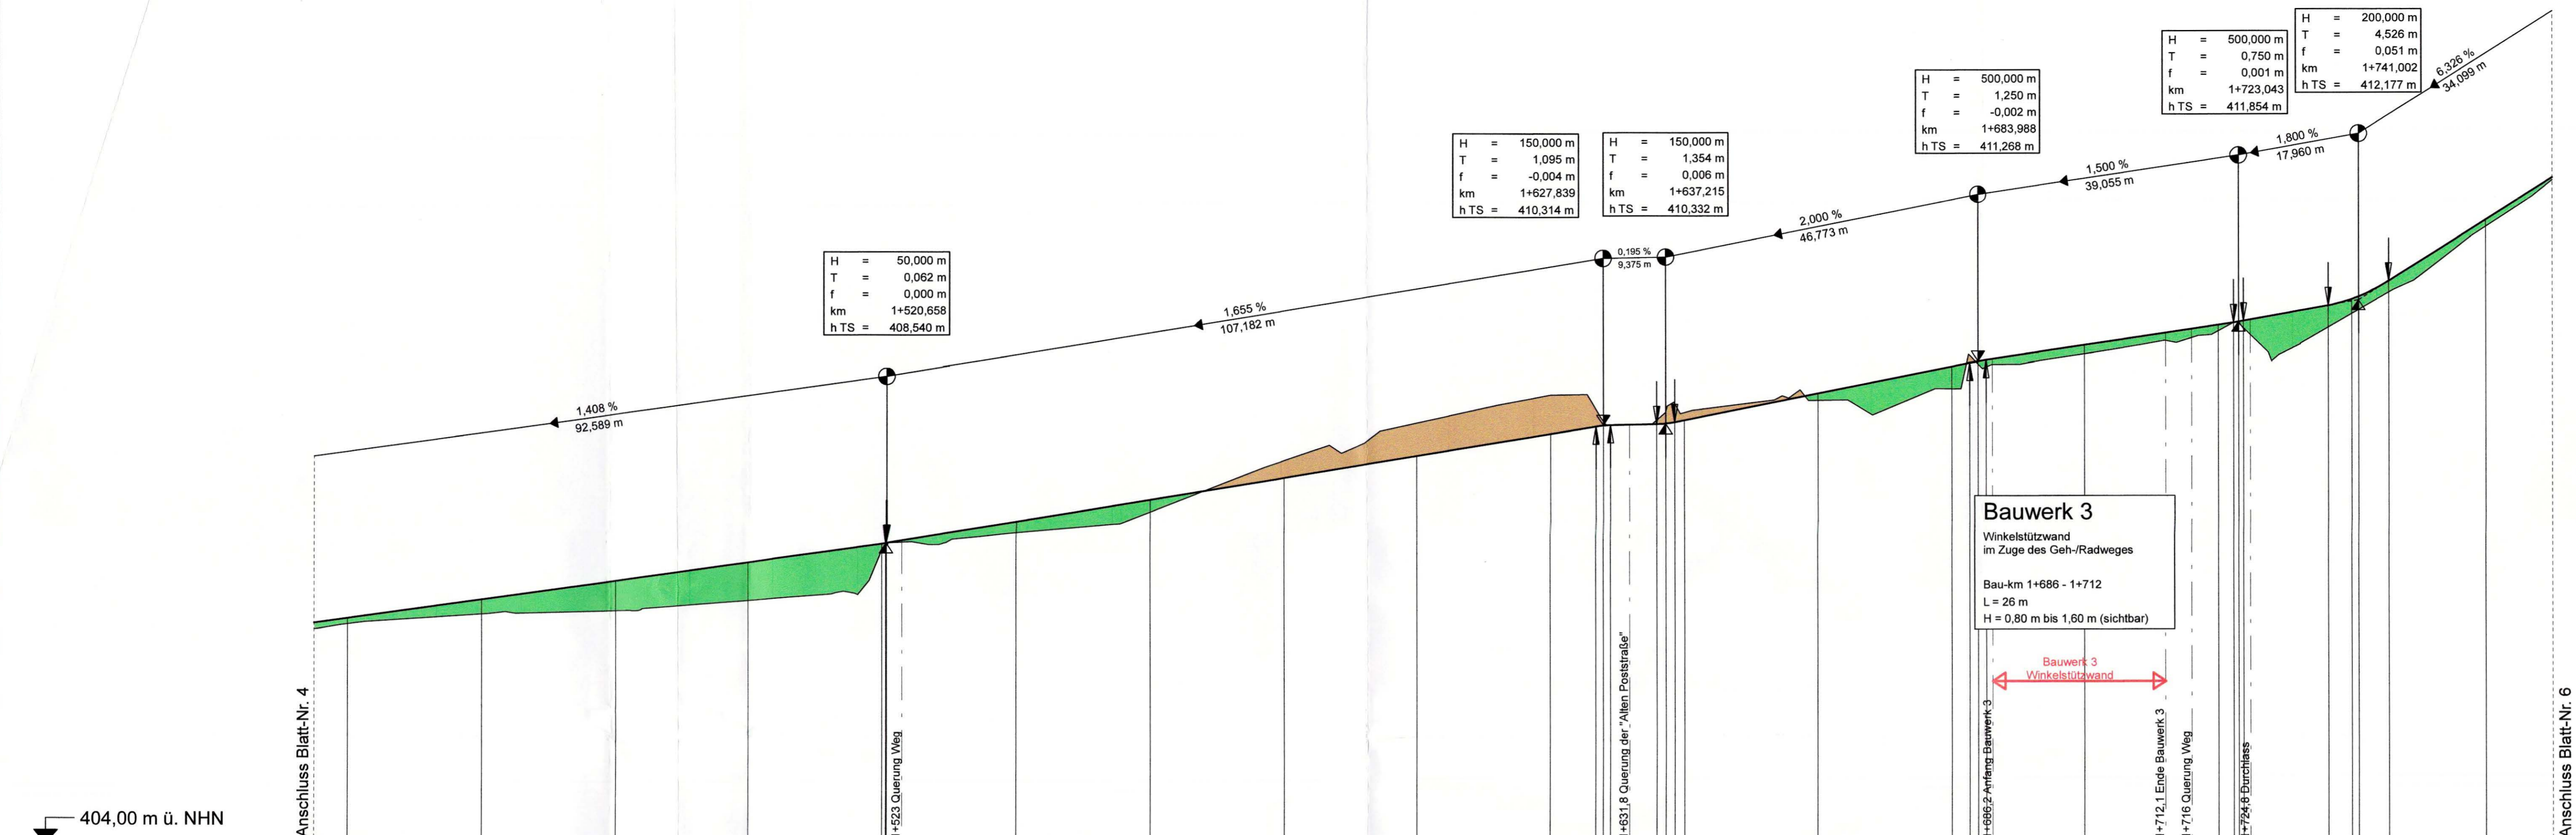 H = 50,000 m
T = 0,062 m
f = 0,000 m
km 1+520,658
h TS = 408,540 m
H = 150,000 m
T = 1,095 m
f = -0,004 m
km 1+627,839
h TS = 410,314 m
H = 150,000 m
T = 1,354 m
f = 0,006 m
km 1+637,215
h TS = 410,332 m
H = 500,000 m
T = 1,250 m
f = -0,002 m
km 1+683,988
h TS = 411,268 m
H = 500,000 m
T = 0,750 m
f = 0,001 m
km 1+723,043
h TS = 411,854 m
H = 200,000 m
T = 4,526 m
f = 0,051 m
km 1+741,002
h TS = 412,177 m
1,408 %
92,589 m
1,655 %
107,182 m
0,195 %
9,375 m
2,000 %
46,773 m
1,500 %
39,055 m
1,800 %
17,960 m
6,326 %
34,099 m
Bauwerk 3
Winkelstützwand
im Zuge des Geh-/Radweges
Bau-km 1+686 - 1+712
L = 26 m
H = 0,80 m bis 1,60 m (sichtbar)
Bauwerk 3
Winkelstützwand
Anschluss Blatt-Nr. 4
1+523 Querung Weg
1+631,8 Querung der "Alten Poststraße"
1+686,2 Anfang Bauwerk 3
1+712,1 Ende Bauwerk 3
1+716 Querung Weg
1+724,8 Durchlass
Anschluss Blatt-Nr. 6
404,00 m ü. NHN